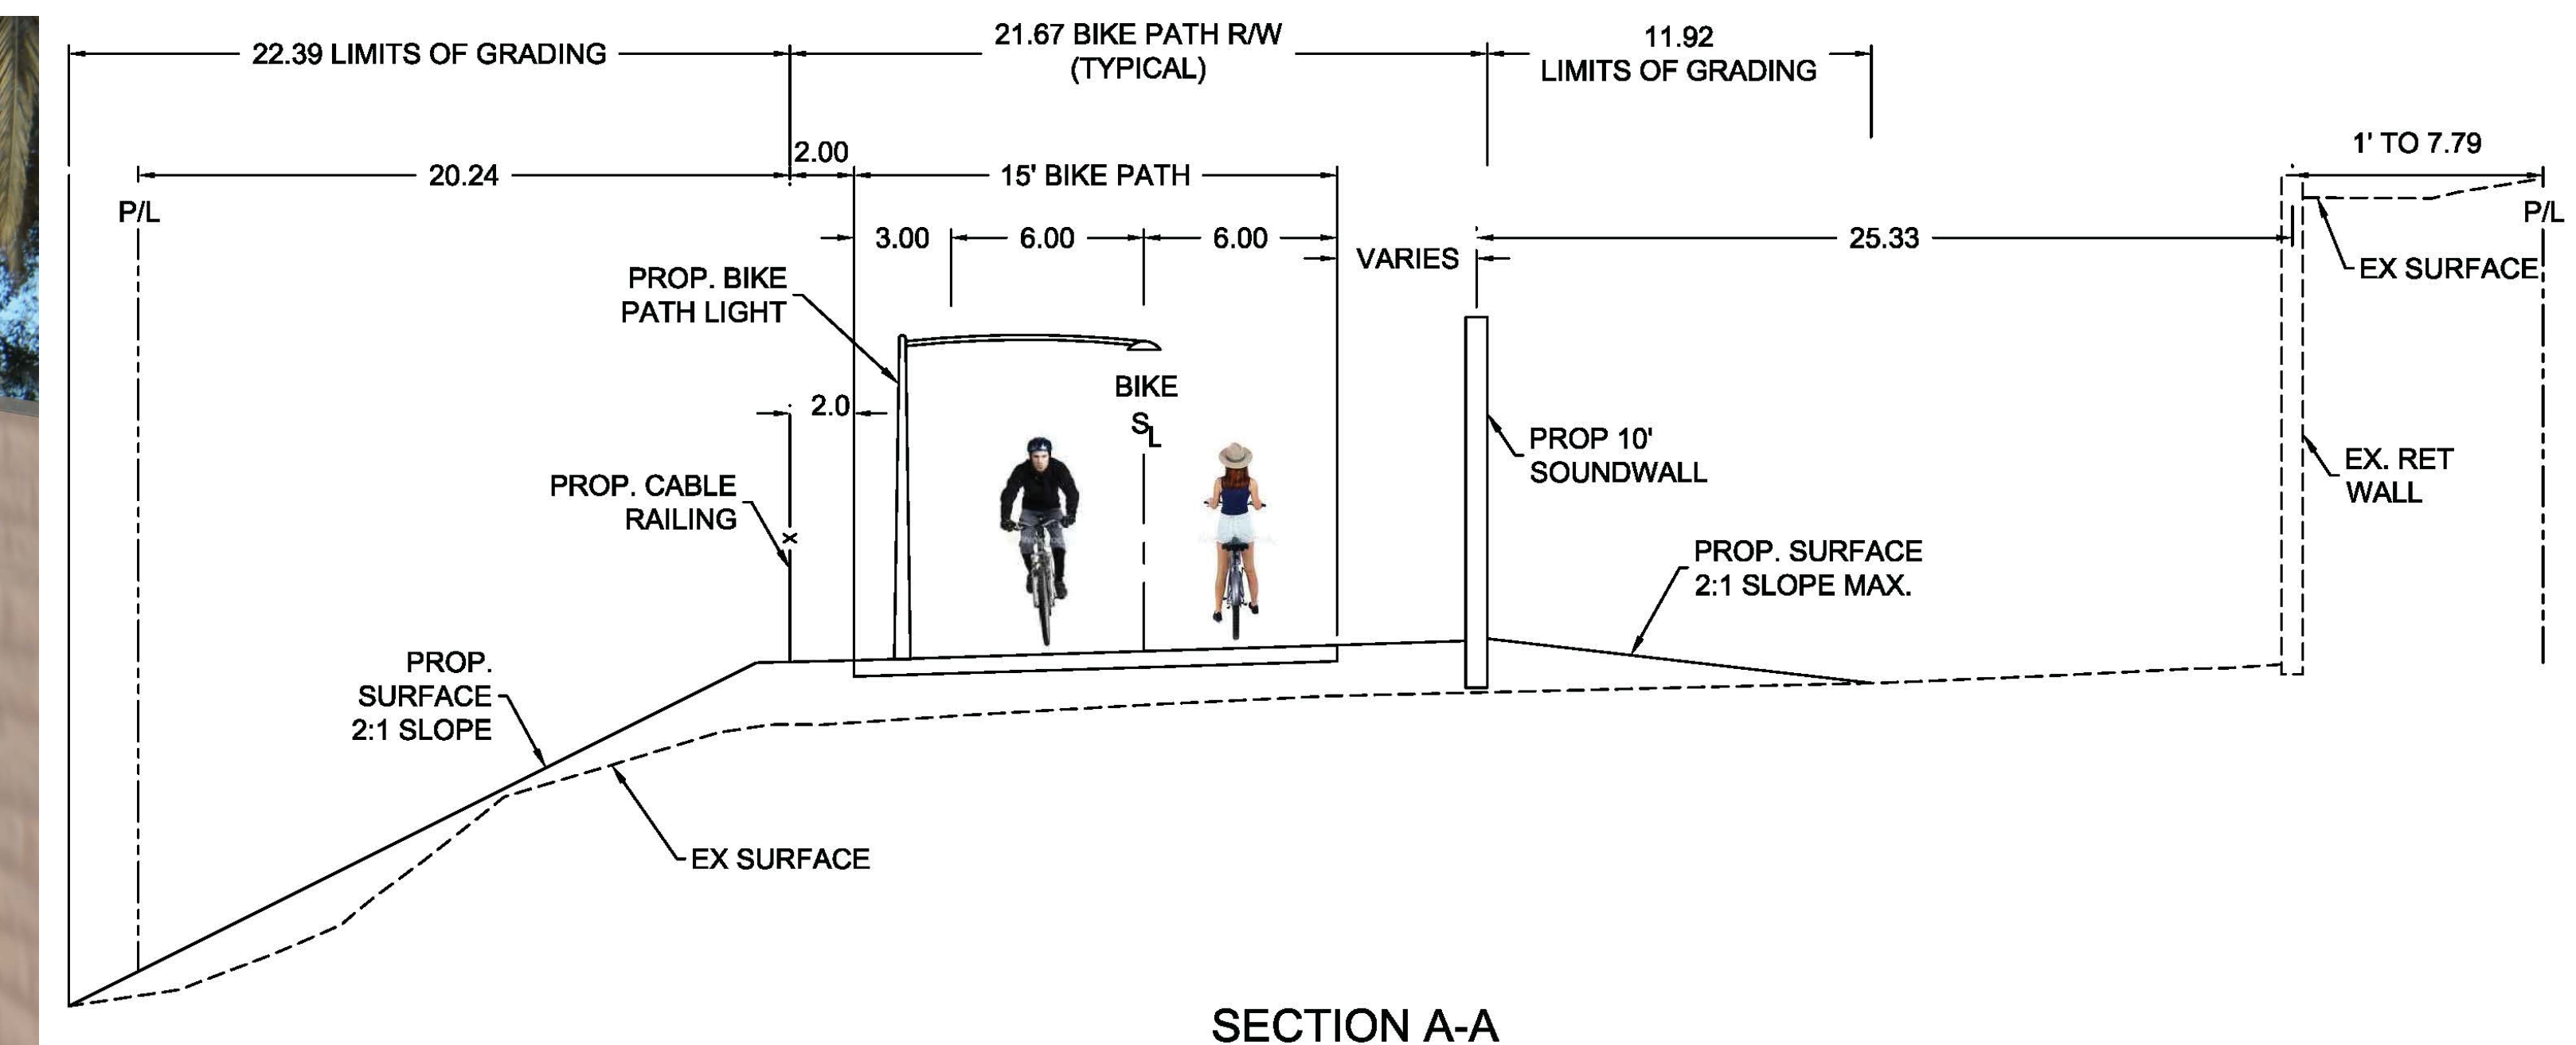 22.39 LIMITS OF GRADING
21.67 BIKE PATH R/W
(TYPICAL)
11.92
LIMITS OF GRADING
2.00
1' TO 7.79
20.24
15' BIKE PATH
P/L
P/L
3.00
6.00
6.00
VARIES
25.33
EX SURFACE
PROP. BIKE
PATH LIGHT
BIKE
SL
2.0
PROP 10'
SOUNDWALL
EX. RET
WALL
PROP. CABLE
RAILING
X
PROP. SURFACE
2:1 SLOPE MAX.
PROP.
SURFACE
2:1 SLOPE
EX SURFACE
SECTION A-A